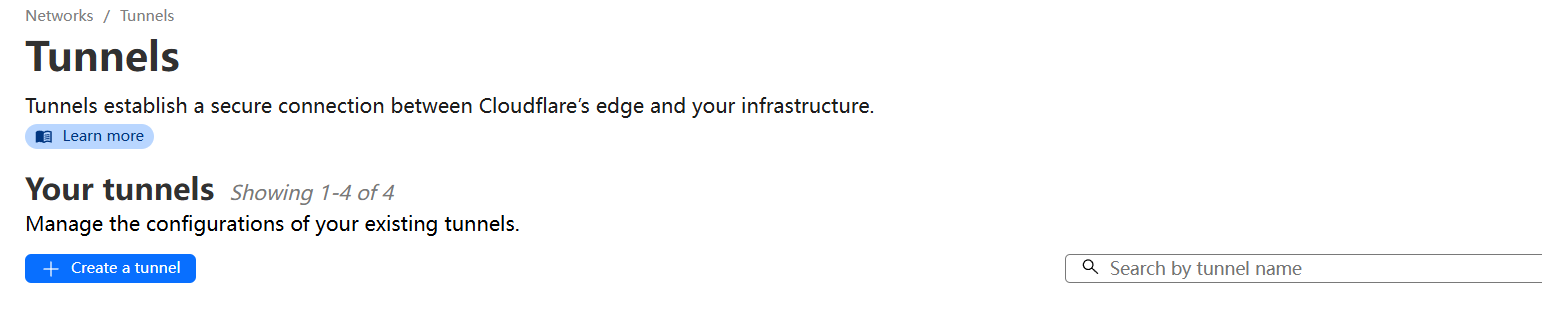 Networks / Tunnels
Tunnels
Tunnels establish a secure connection between Cloudflare’s edge and your infrastructure.
Learn more
Your tunnels Showing 1-4 of 4
Manage the configurations of your existing tunnels.
Create a tunnel Search by tunnel name